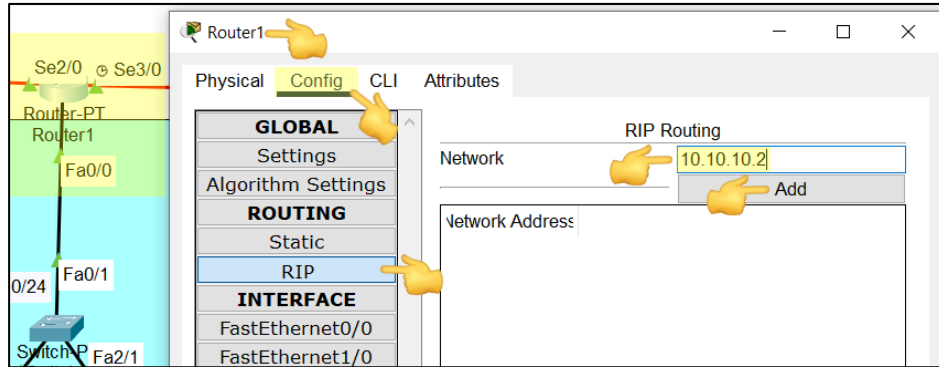 Router1
Physical Config CLI Attributes
Se2/0 Se3/0
Router-PT
Router1
Fa0/0
Fa0/1
0/24
Switch-P
Fa2/1
GLOBAL
Settings
Algorithm Settings
ROUTING
Static
RIP
INTERFACE
FastEthernet0/0
FastEthernet1/0
RIP Routing
Network 10.10.10.2
Add
Network Address